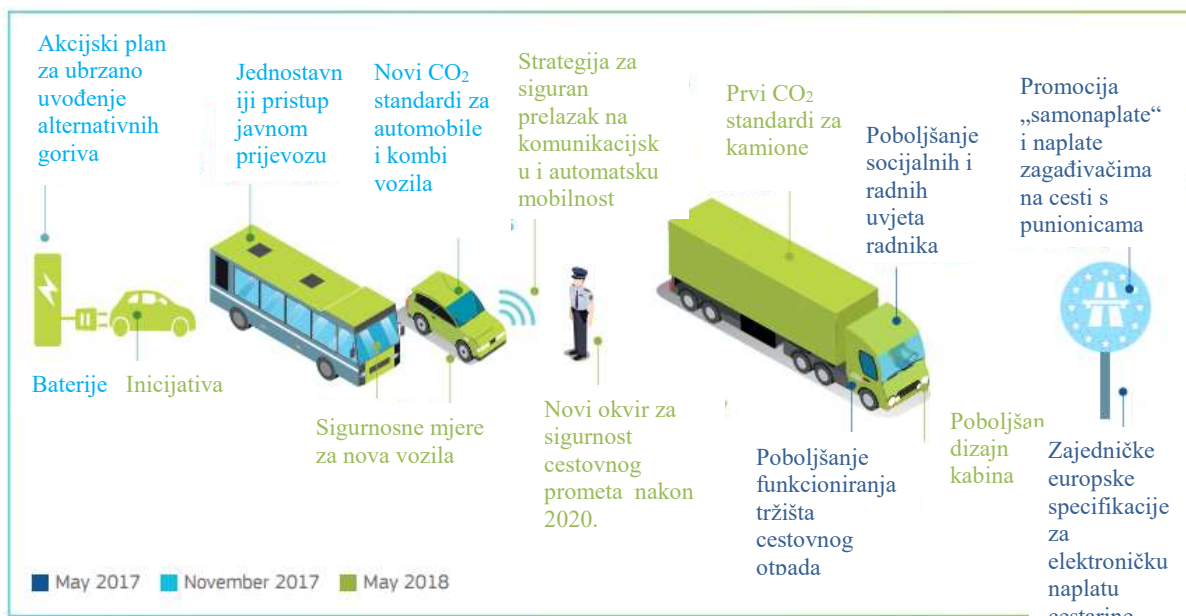 Akcijski plan
za ubrzano
uvođenje
alternativnih
goriva
Jednostavn
iji pristup
javnom
prijevozu
Novi CO₂
standardi za
automobile
i kombi
vozila
Strategija za
siguran
prelazak na
komunikacijsk
u i automatsku
mobilnost
Prvi CO₂
standardi za
kamione
Poboljšanje
socijalnih i
radnih
uvjeta
radnika
Promocija
„samonaplate“
i naplate
zagađivačima
na cesti s
punionicama
Baterije Inicijativa
Sigurnosne mjere
za nova vozila
Novi okvir za
sigurnost
cestovnog
prometa nakon
2020.
Poboljšanje
funkcioniranja
tržišta
cestovnog
otpada
Poboljšan
dizajn
kabina
Zajedničke
europske
specifikacije
za
elektroničku
naplatu
cestarine
May 2017 November 2017 May 2018